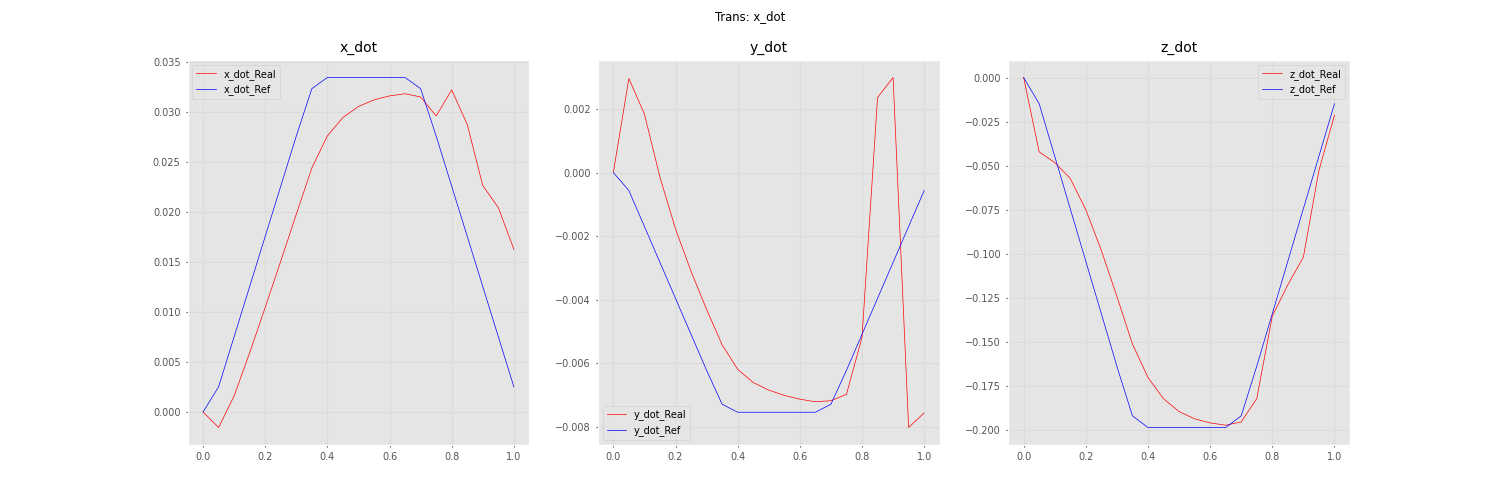 Trans: x_dot
x_dot
y_dot
z_dot
x_dot_Real
x_dot_Ref
y_dot_Real
y_dot_Ref
z_dot_Real
z_dot_Ref
0.035
0.030
0.025
0.020
0.015
0.010
0.005
0.000
0.0 0.2 0.4 0.6 0.8 1.0
0.002
0.000
−0.002
−0.004
−0.006
−0.008
0.0 0.2 0.4 0.6 0.8 1.0
0.000
−0.025
−0.050
−0.075
−0.100
−0.125
−0.150
−0.175
−0.200
0.0 0.2 0.4 0.6 0.8 1.0